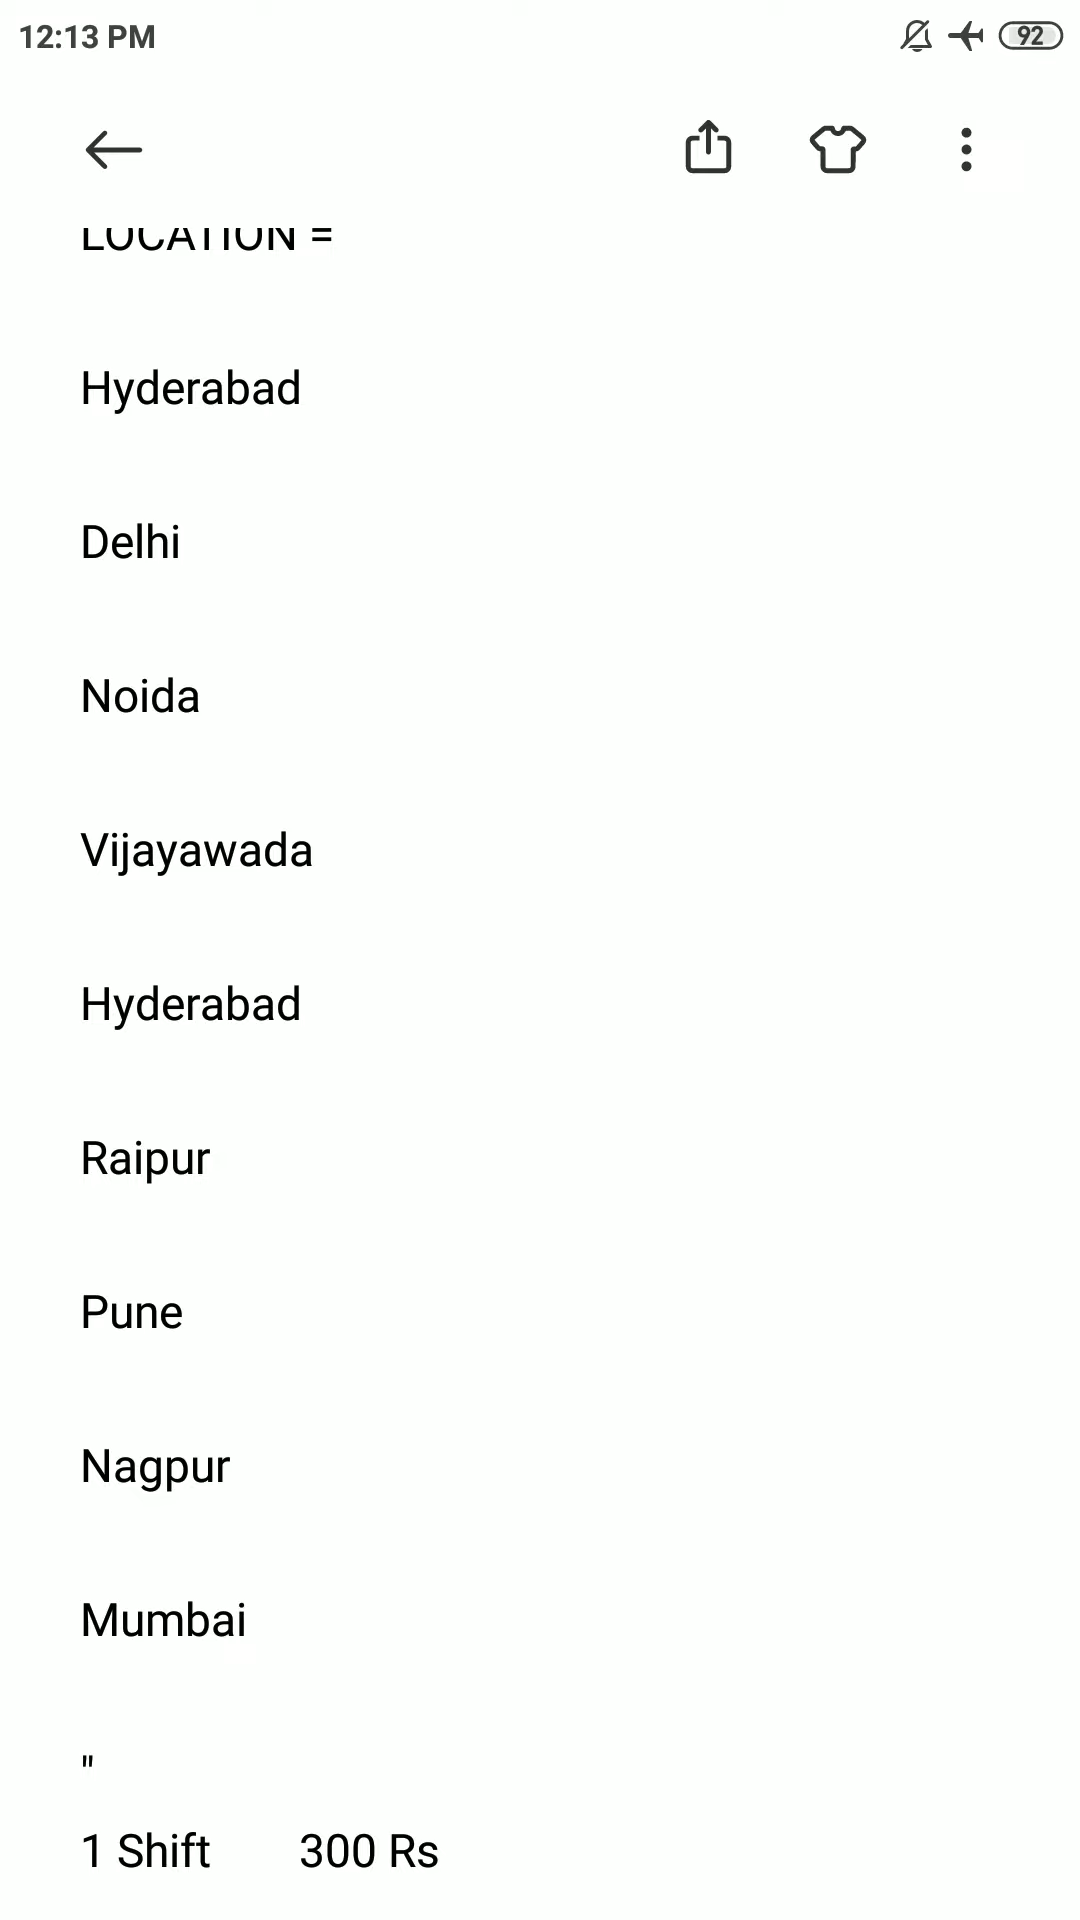 12:13 PM
92
LOCATION =
Hyderabad
Delhi
Noida
Vijayawada
Hyderabad
Raipur
Pune
Nagpur
Mumbai
"
1 Shift 300 Rs